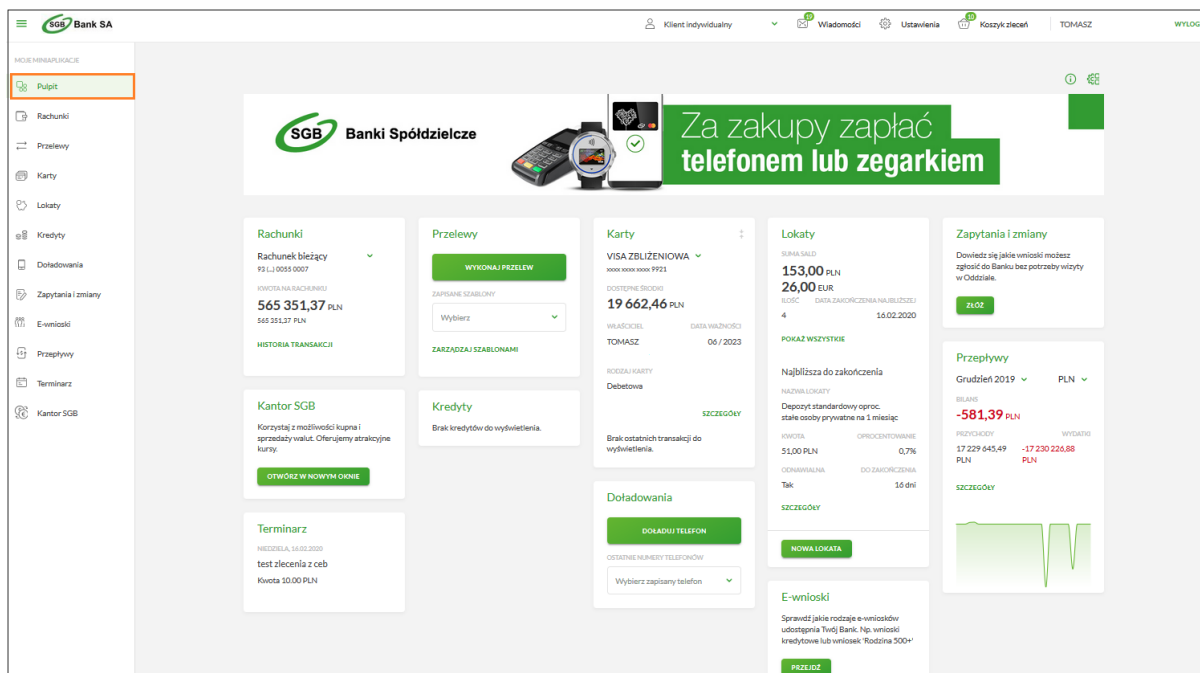 SGB Bank SA
Klient indywidualny
19
Wiadomości
Ustawienia
10
Koszyk zleceń
TOMASZ
WYLOG
MOJE MINIAPLIKACJE
Pulpit
Rachunki
Przelewy
Karty
Lokaty
Kredyty
Doładowania
Zapytania i zmiany
E-wnioski
Przepływy
Terminarz
Kantor SGB
SGB Banki Spółdzielcze
Za zakupy zapłać
telefonem lub zegarkiem
Rachunki
Rachunek bieżący
93 (...) 0055 0007
KWOTA NA RACHUNKU
565 351,37 PLN
565 351,37 PLN
HISTORIA TRANSAKCJI
Kantor SGB
Korzystaj z możliwości kupna i
sprzedaży walut. Oferujemy atrakcyjne
kursy.
OTWÓRZ W NOWYM OKNIE
Terminarz
NIEDZIELA, 16.02.2020
test zlecenia z ceb
Kwota 10.00 PLN
Przelewy
WYKONAJ PRZELEW
ZAPISANE SZABLONY
Wybierz
ZARZĄDZAJ SZABLONAMI
Kredyty
Brak kredytów do wyświetlenia.
Karty
VISA ZBLIŻENIOWA
xxxx xxxx xxxx 9921
DOSTĘPNE ŚRODKI
19 662,46 PLN
WŁAŚCICIEL DATA WAŻNOŚCI
TOMASZ 06 / 2023
RODZAJ KARTY
Debetowa
SZCZEGÓŁY
Brak ostatnich transakcji do
wyświetlenia.
Doładowania
DOŁADUJ TELEFON
OSTATNIE NUMERY TELEFONÓW
Wybierz zapisany telefon
Lokaty
SUMA SALD
153,00 PLN
26,00 EUR
ILOŚĆ DATA ZAKOŃCZENIA NAJBLIŻSZEJ
4 16.02.2020
POKAŻ WSZYSTKIE
Najbliższa do zakończenia
NAZWA LOKATY
Depozyt standardowy oproc.
stałe osoby prywatne na 1 miesiąc
KWOTA OPROCENTOWANIE
51,00 PLN 0,7%
ODNAWIALNA DO ZAKOŃCZENIA
Tak 16 dni
SZCZEGÓŁY
NOWA LOKATA
E-wnioski
Sprawdź jakie rodzaje e-wniosków
udostępnia Twój Bank. Np. wnioski
kredytowe lub wniosek 'Rodzina 500+'
PRZEJDŹ
Zapytania i zmiany
Dowiedz się jakie wnioski możesz
zgłosić do Banku bez potrzeby wizyty
w Oddziale.
ZŁÓŻ
Przepływy
Grudzień 2019 PLN
BILANS
-581,39 PLN
PRZYCHODY WYDATKI
17 229 645,49 -17 230 226,88
PLN PLN
SZCZEGÓŁY